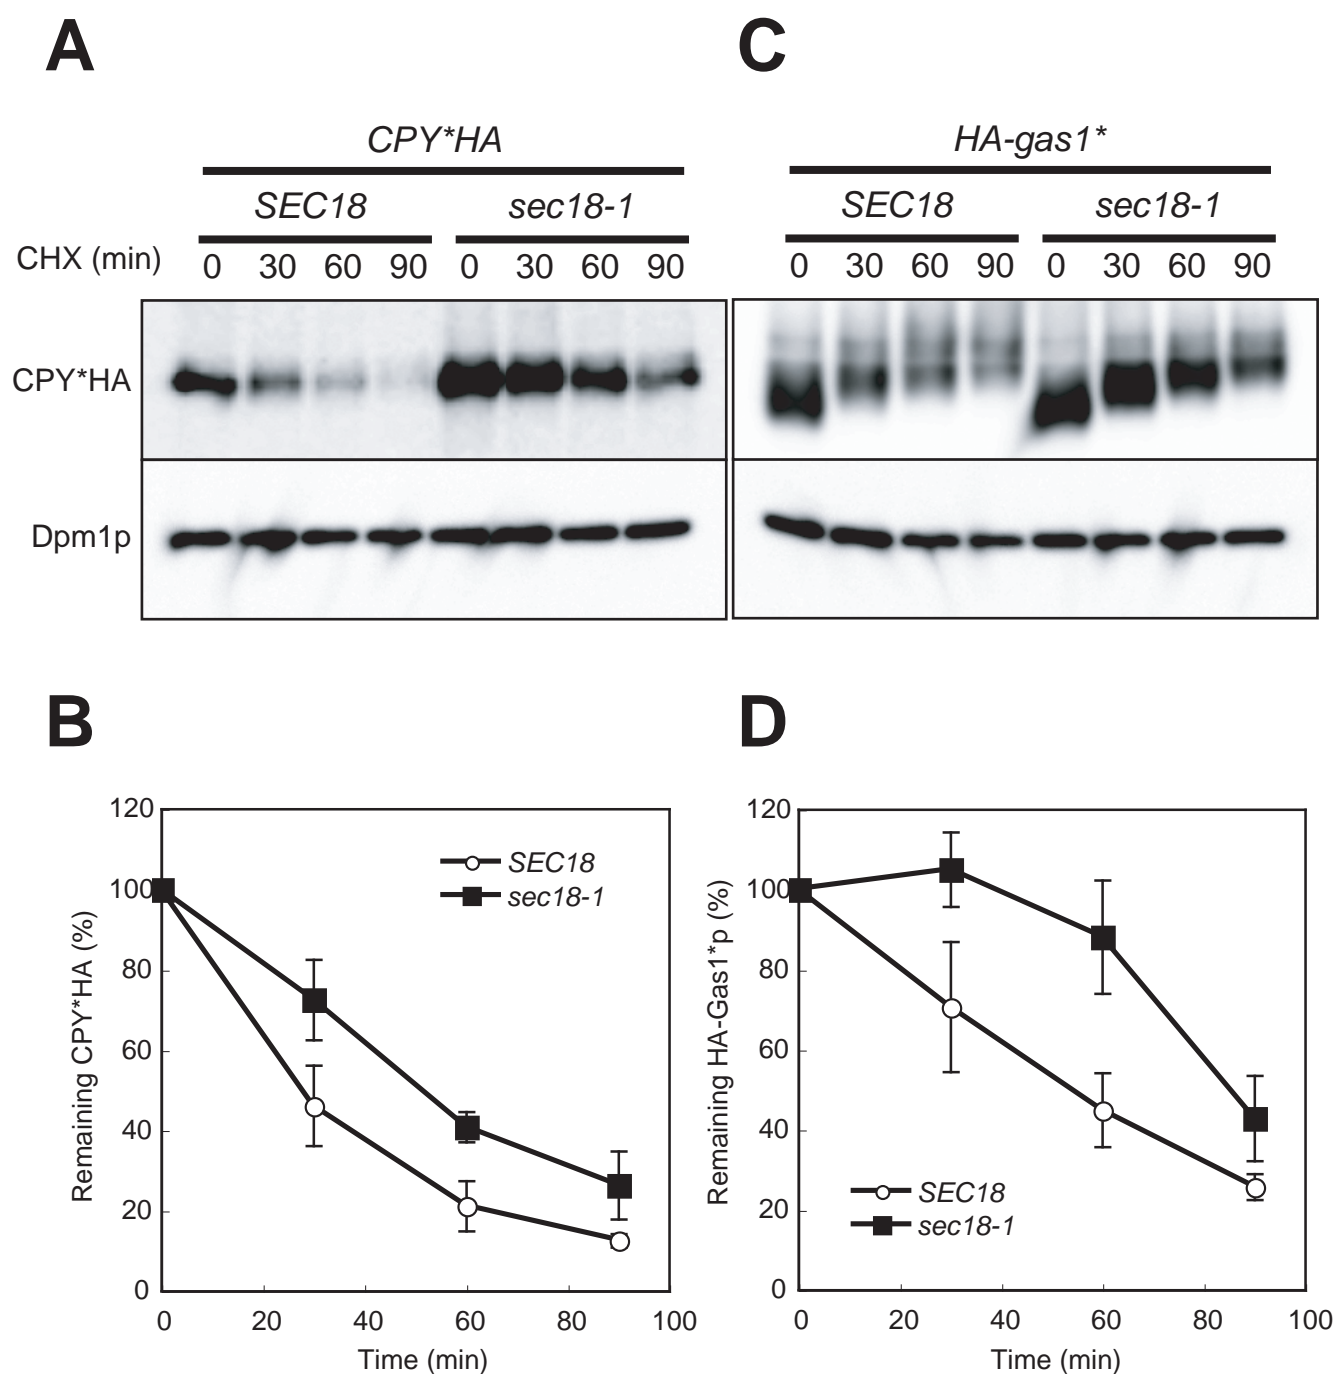 A
C
CPY*HA
HA-gas1*
SEC18 sec18-1
SEC18 sec18-1
CHX (min) 0 30 60 90 0 30 60 90
0 30 60 90 0 30 60 90
CPY*HA
Dpm1p
B
120
100
80
60
40
20
0
Remaining CPY*HA (%)
SEC18
sec18-1
0 20 40 60 80 100
Time (min)
D
120
100
80
60
40
20
0
Remaining HA-Gas1*p (%)
SEC18
sec18-1
0 20 40 60 80 100
Time (min)